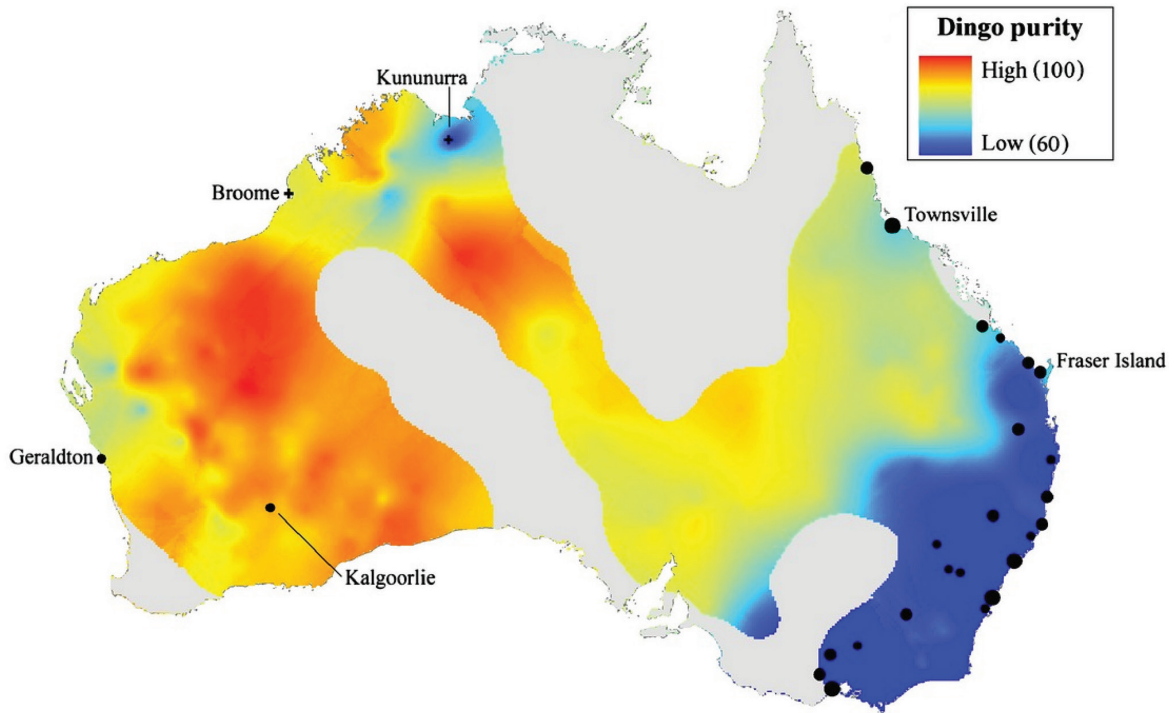 Dingo purity
High (100)
Low (60)
Kununurra
Broome
Townsville
Fraser Island
Geraldton
Kalgoorlie